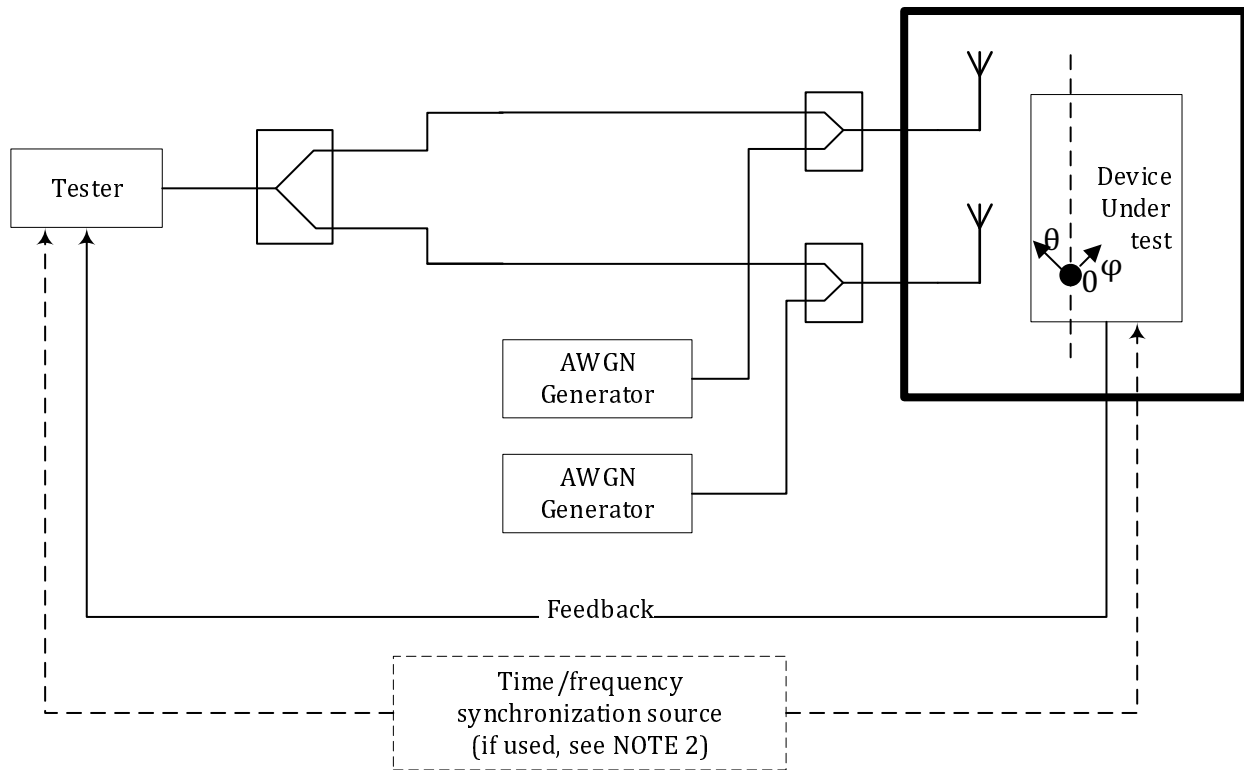 Tester
Device
Under
test
θ
0
φ
AWGN
Generator
AWGN
Generator
Feedback
Time/frequency
synchronization source
(if used, see NOTE 2)